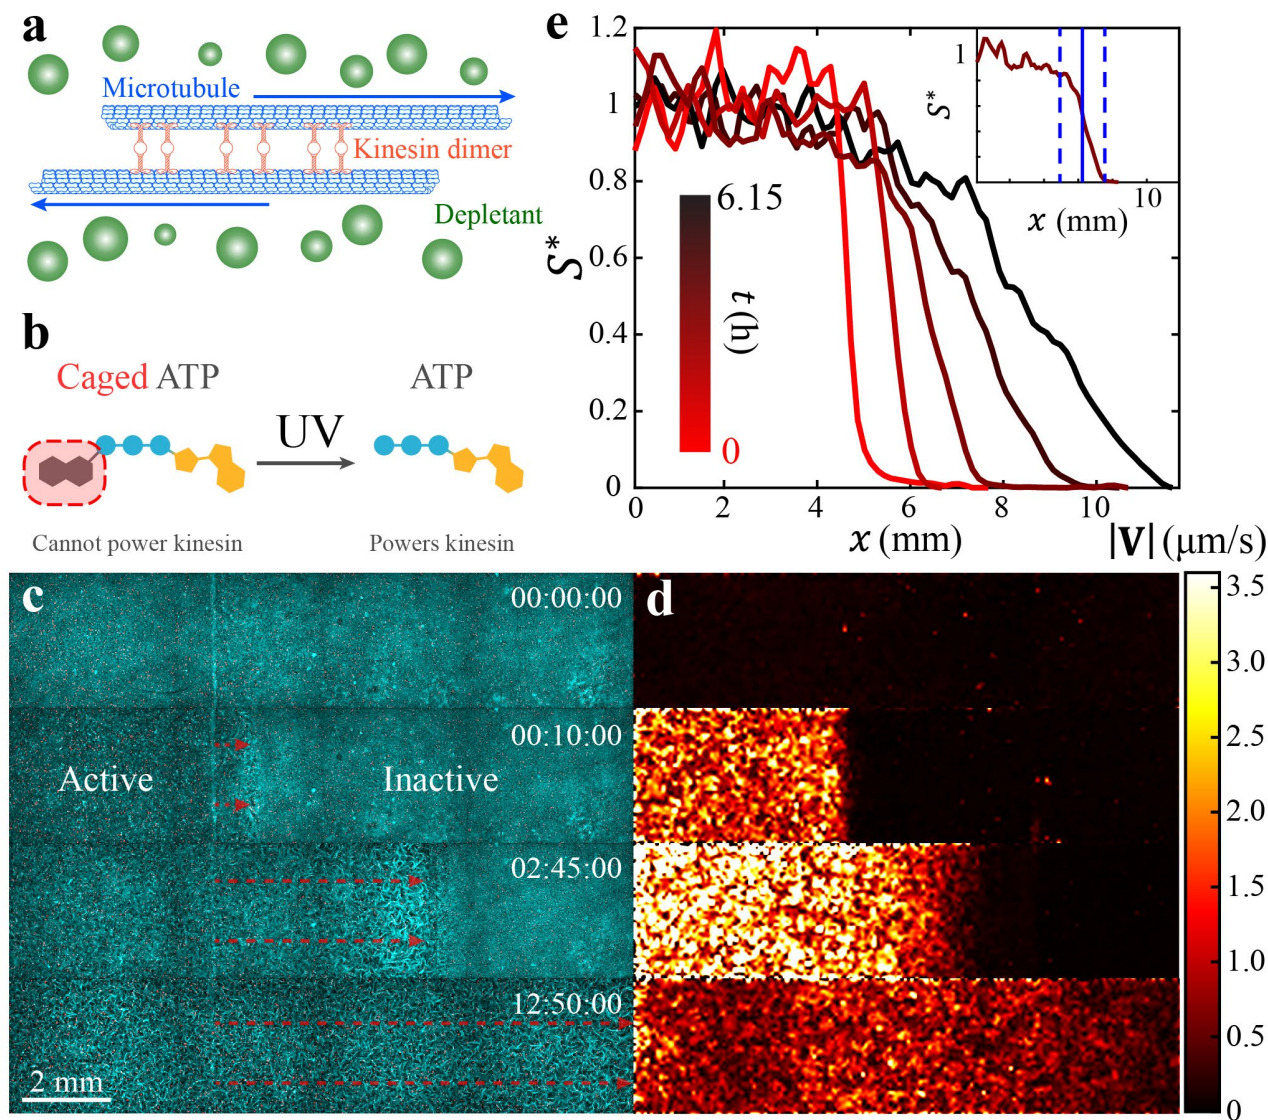 a
Microtubule
Kinesin dimer
Depletant
b
Caged ATP
ATP
UV
Cannot power kinesin
Powers kinesin
e
1.2
1
0.8
0.6
0.4
0.2
0
S*
0
2
4
6
8
10
x (mm)
6.15
t (h)
0
1
S*
x (mm)
10
c
00:00:00
00:10:00
Active
Inactive
02:45:00
12:50:00
2 mm
d
|V| (μm/s)
3.5
3.0
2.5
2.0
1.5
1.0
0.5
0